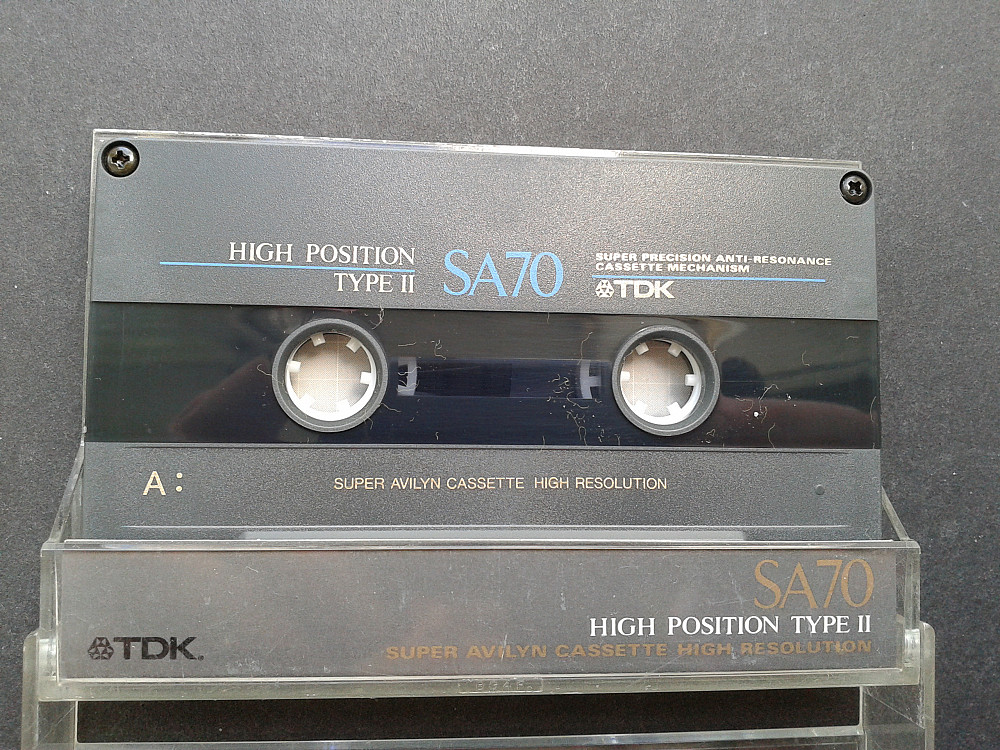 HIGH POSITION
TYPE II
SA70
SUPER PRECISION ANTI-RESONANCE
CASSETTE MECHANISM
TDK
A:
SUPER AVILYN CASSETTE HIGH RESOLUTION
SA70
HIGH POSITION TYPE II
TDK.
SUPER AVILYN CASSETTE HIGH RESOLUTION